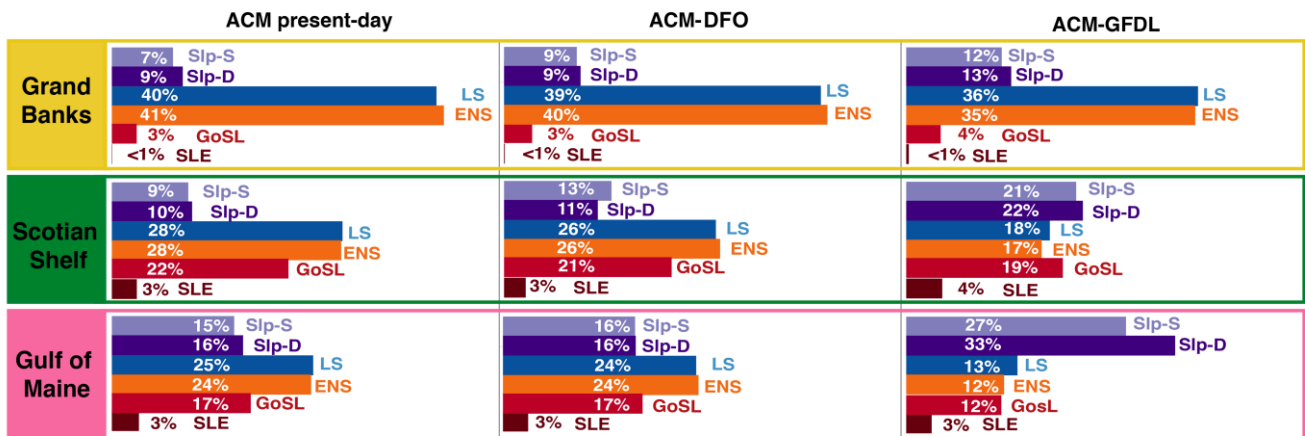 ACM present-day ACM-DFO ACM-GFDL
Grand Banks
7% Slp-S
9% Slp-D
40% LS
41% ENS
3% GoSL
<1% SLE
9% Slp-S
9% Slp-D
39% LS
40% ENS
3% GoSL
<1% SLE
12% Slp-S
13% Slp-D
36% LS
35% ENS
4% GoSL
<1% SLE
Scotian Shelf
9% Slp-S
10% Slp-D
28% LS
28% ENS
22% GoSL
3% SLE
13% Slp-S
11% Slp-D
26% LS
26% ENS
21% GoSL
3% SLE
21% Slp-S
22% Slp-D
18% LS
17% ENS
19% GoSL
4% SLE
Gulf of Maine
15% Slp-S
16% Slp-D
25% LS
24% ENS
17% GoSL
3% SLE
16% Slp-S
16% Slp-D
24% LS
24% ENS
17% GoSL
3% SLE
27% Slp-S
33% Slp-D
13% LS
12% ENS
12% GosL
3% SLE